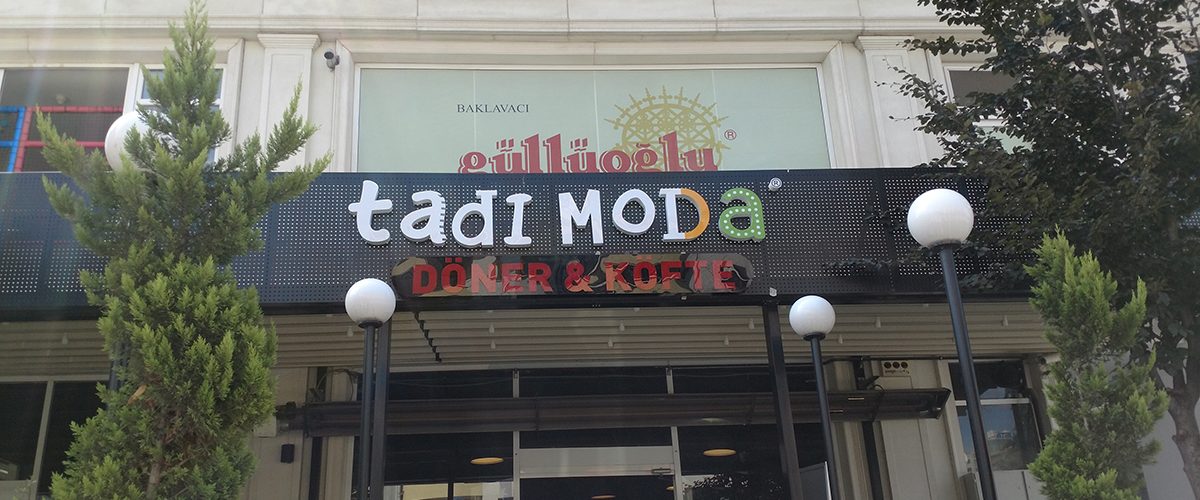 BAKLAVACI
güllüoğlu ®
tadı MODa ®
DÖNER & KÖFTE